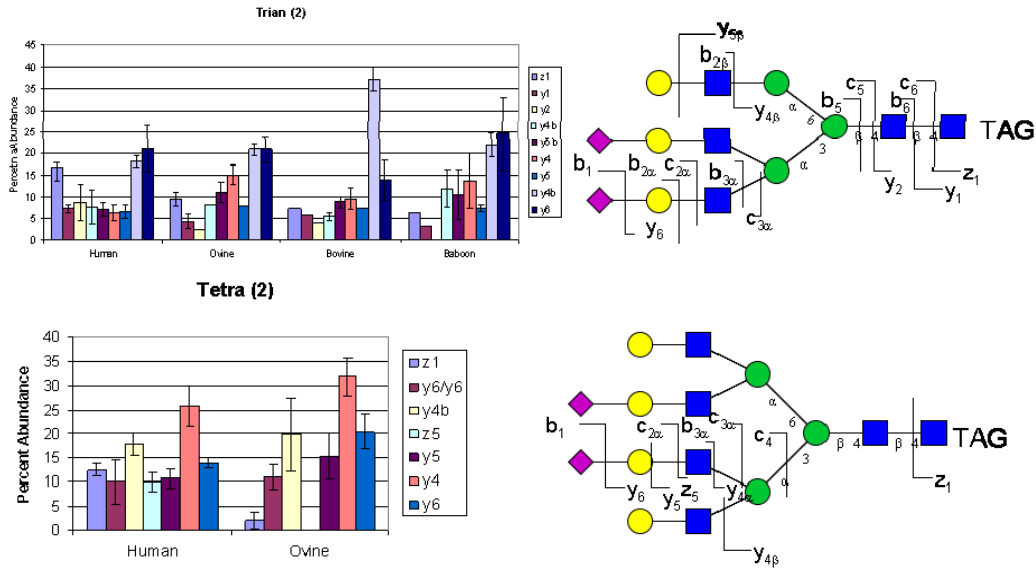 Trian (2)
Percent aAbundance
45
40
35
30
25
20
15
10
5
0
Human Ovine Bovine Baboon
z1
y1
y2
y4 b
y5 b
y4
y5
y4b
y6
y5β
b2β
y4β
α 6
c5 c6
b5 b6
β 4 β 4 TAG
3
α
b1 b2α c2α b3α
y2 y1 z1
y6 c3α
Tetra (2)
Percent Abundance
40
35
30
25
20
15
10
5
0
Human Ovine
z1
y6/y6
y4b
z5
y5
y4
y6
α
6
b1 c2α b3α c3α c4
β 4 β 4 TAG
3
y6 y5 z5 y4α
α
z1
y4β